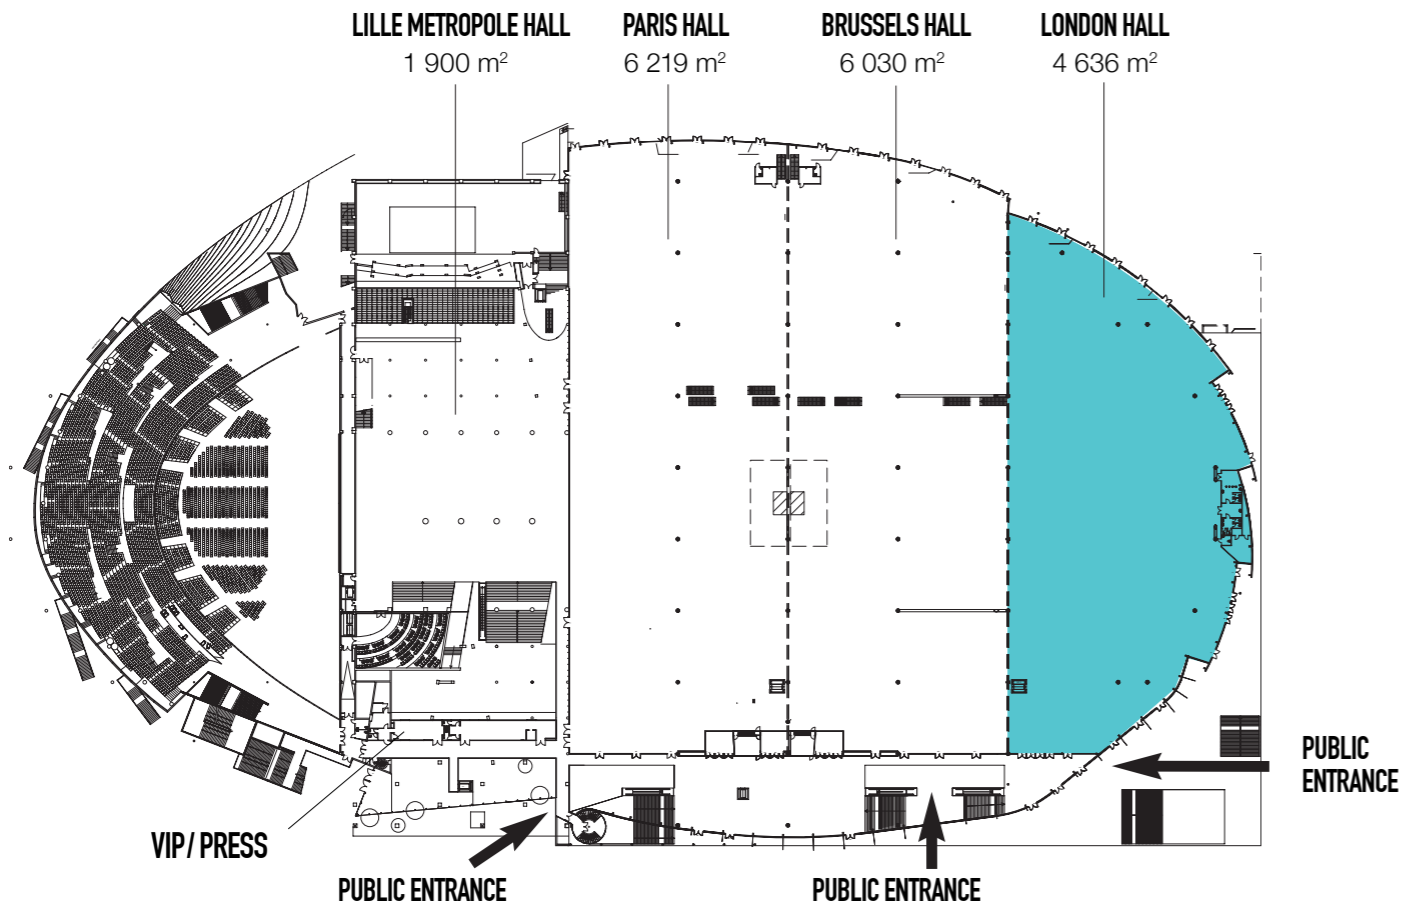 LILLE METROPOLE HALL
1 900 m²
PARIS HALL
6 219 m²
BRUSSELS HALL
6 030 m²
LONDON HALL
4 636 m²
PUBLIC
ENTRANCE
VIP / PRESS
PUBLIC ENTRANCE
PUBLIC ENTRANCE